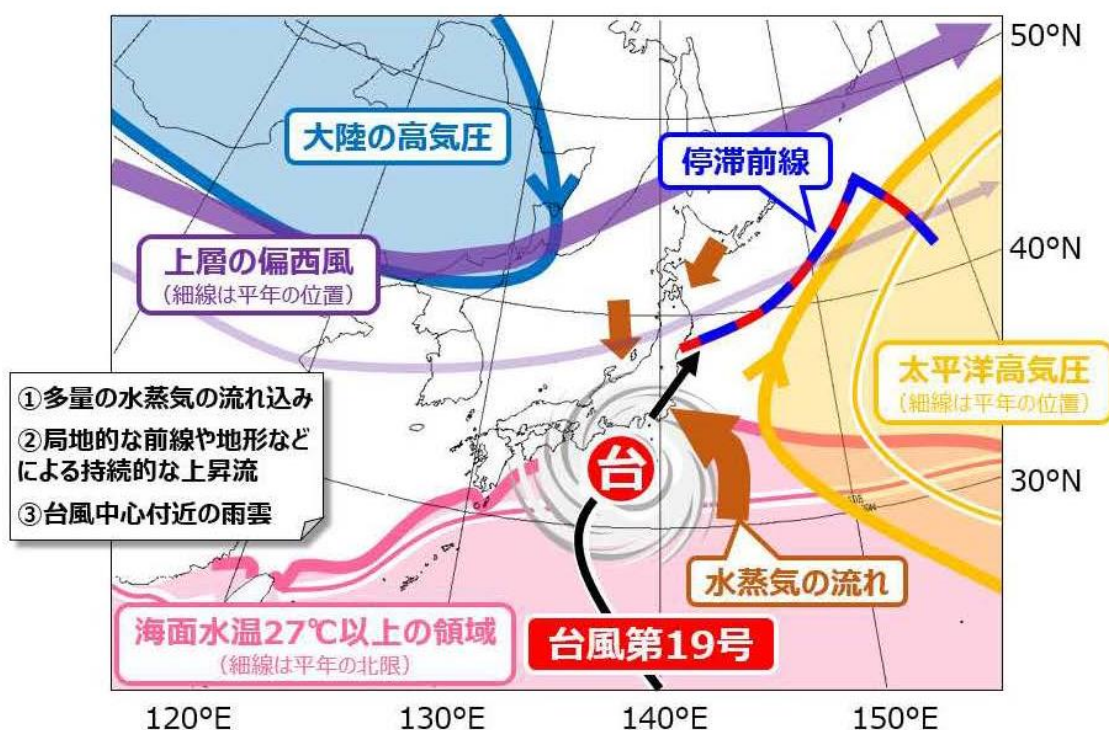 50°N
大陸の高気圧
停滞前線
上層の偏西風
（細線は平年の位置）
40°N
①多量の水蒸気の流れ込み
②局地的な前線や地形など
による持続的な上昇流
③台風中心付近の雨雲
太平洋高気圧
（細線は平年の位置）
台
30°N
水蒸気の流れ
海面水温27℃以上の領域
（細線は平年の北限）
台風第19号
120°E
130°E
140°E
150°E